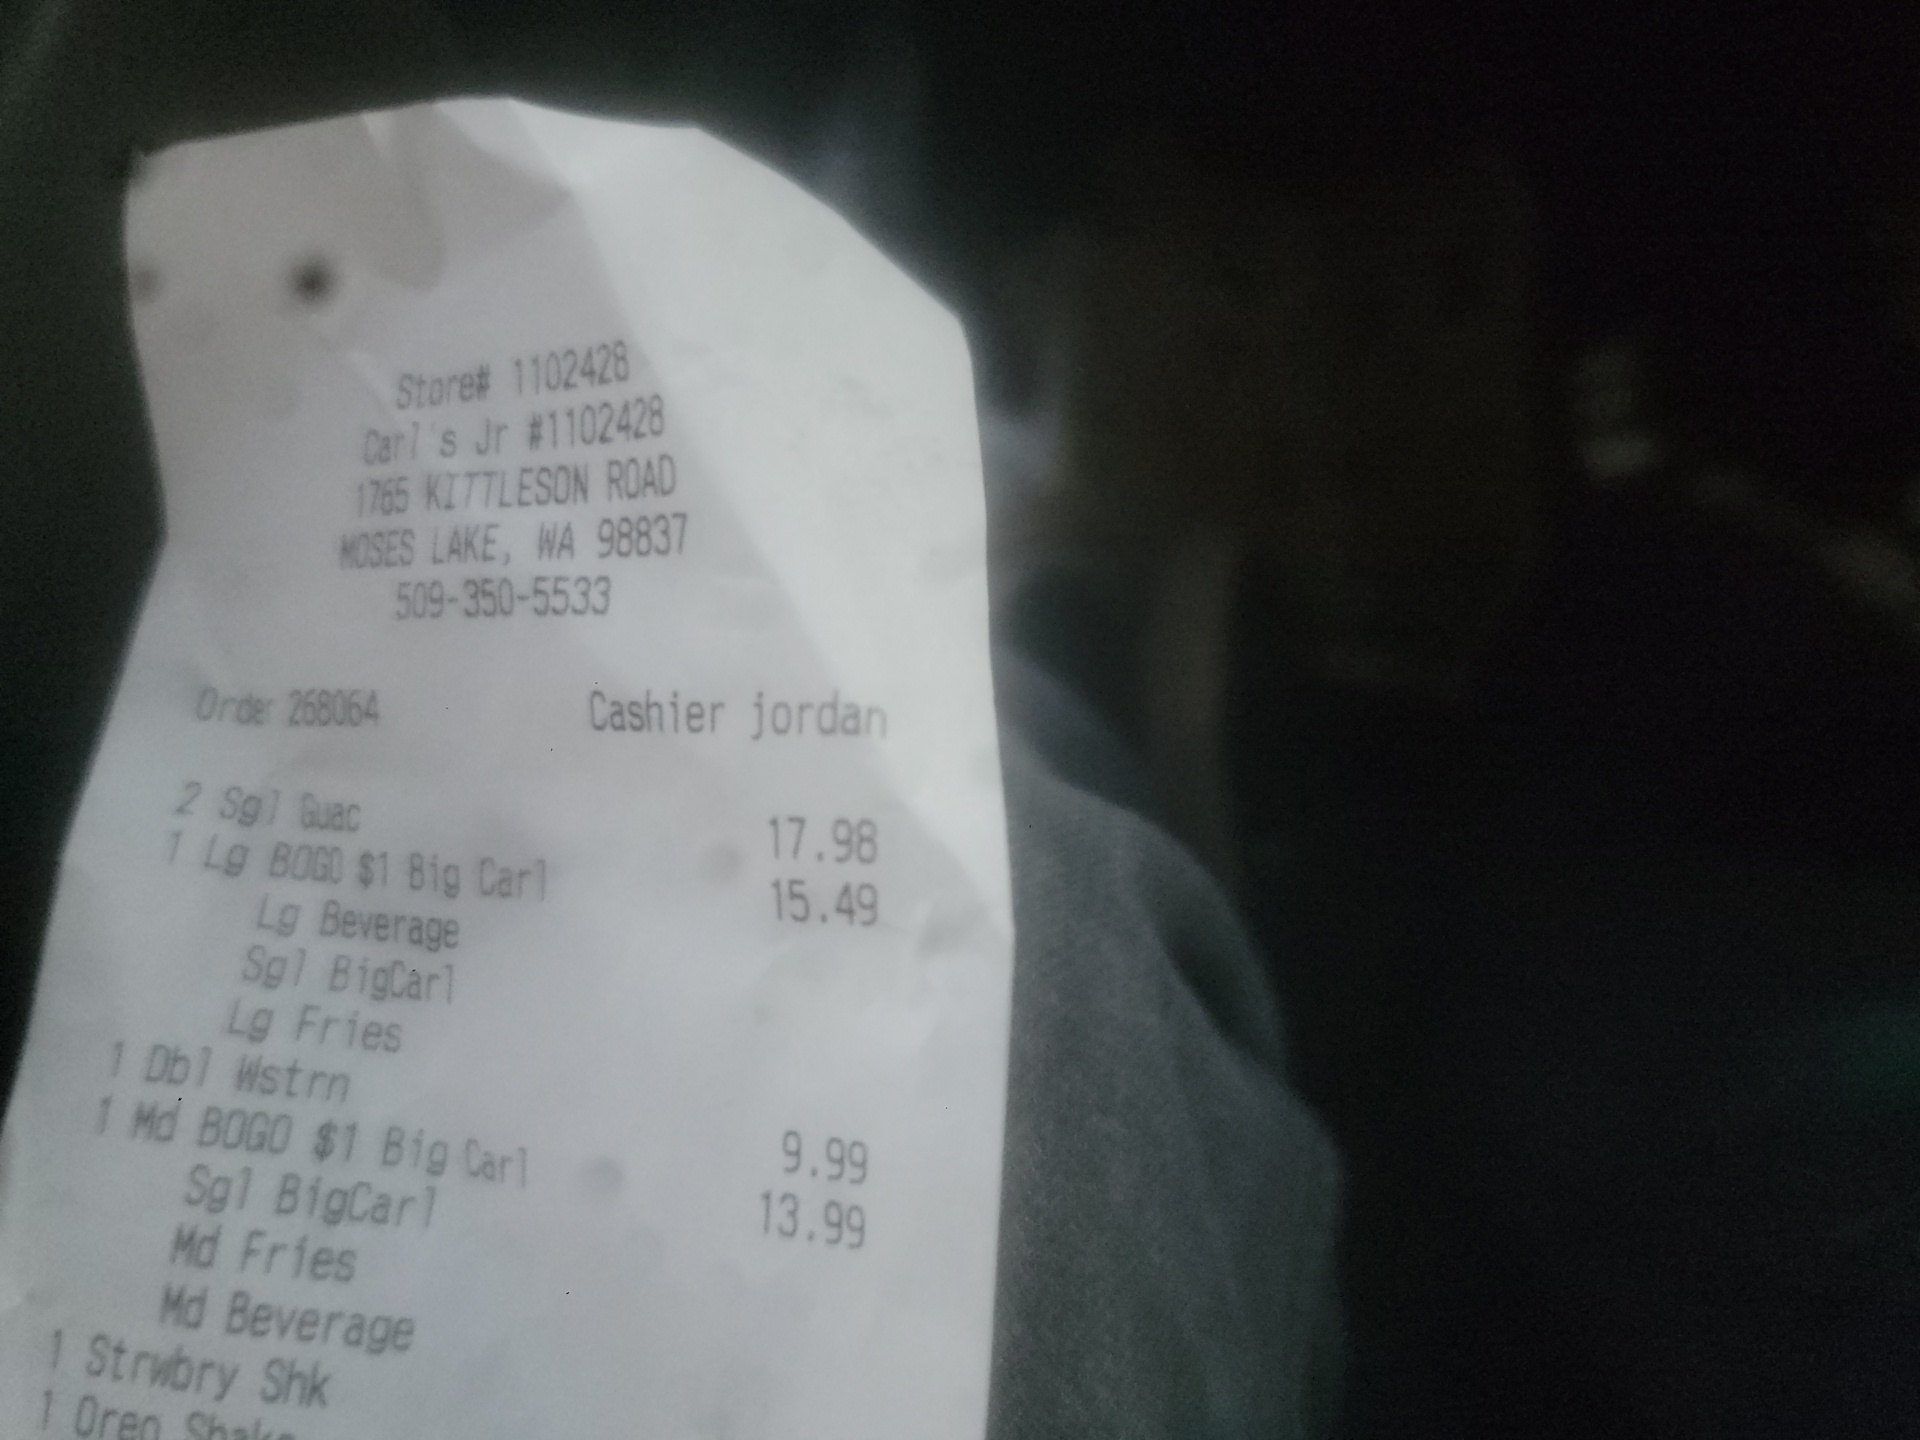 Store# 1102428
Carl's Jr #1102428
1765 KITTLESON ROAD
MOSES LAKE, WA 98837
509-350-5533
Order 268064 Cashier jordan
2 Sgl Guac 17.98
1 Lg BOGO $1 Big Carl 15.49
Lg Beverage
Sgl BigCarl
Lg Fries
1 Dbl Wstrn 9.99
1 Md BOGO $1 Big Carl 13.99
Sgl BigCarl
Md Fries
Md Beverage
1 Strwbry Shk
1 Oreo Shake